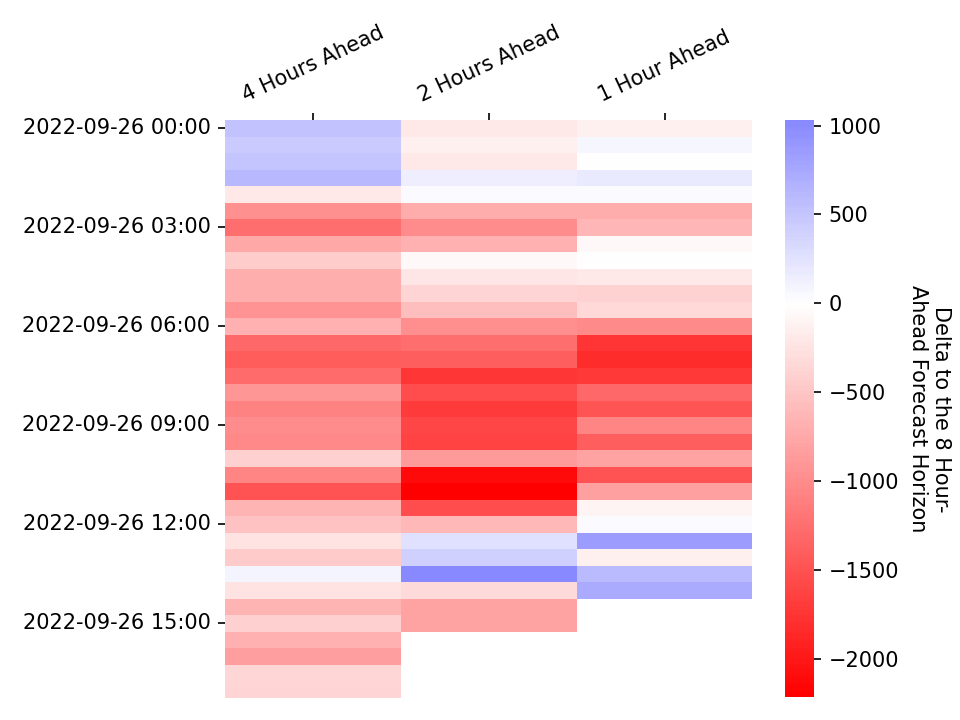 4 Hours Ahead
2 Hours Ahead
1 Hour Ahead
2022-09-26 00:00
2022-09-26 03:00
2022-09-26 06:00
2022-09-26 09:00
2022-09-26 12:00
2022-09-26 15:00
1000
500
0
−500
−1000
−1500
−2000
Delta to the 8 Hour-
Ahead Forecast Horizon